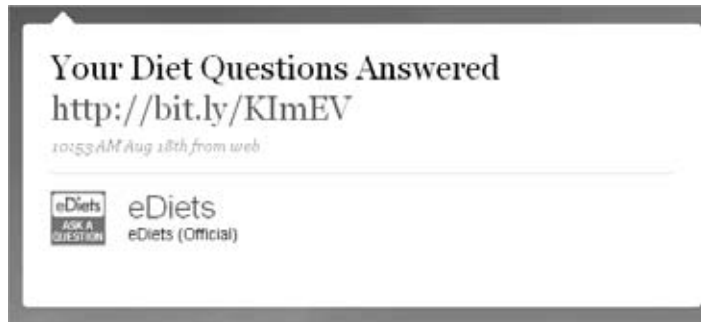 Your Diet Questions Answered
http://bit.ly/KImEV
10:53 AM Aug 18th from web
eDiets
ASK A
QUESTION
eDiets
eDiets (Official)